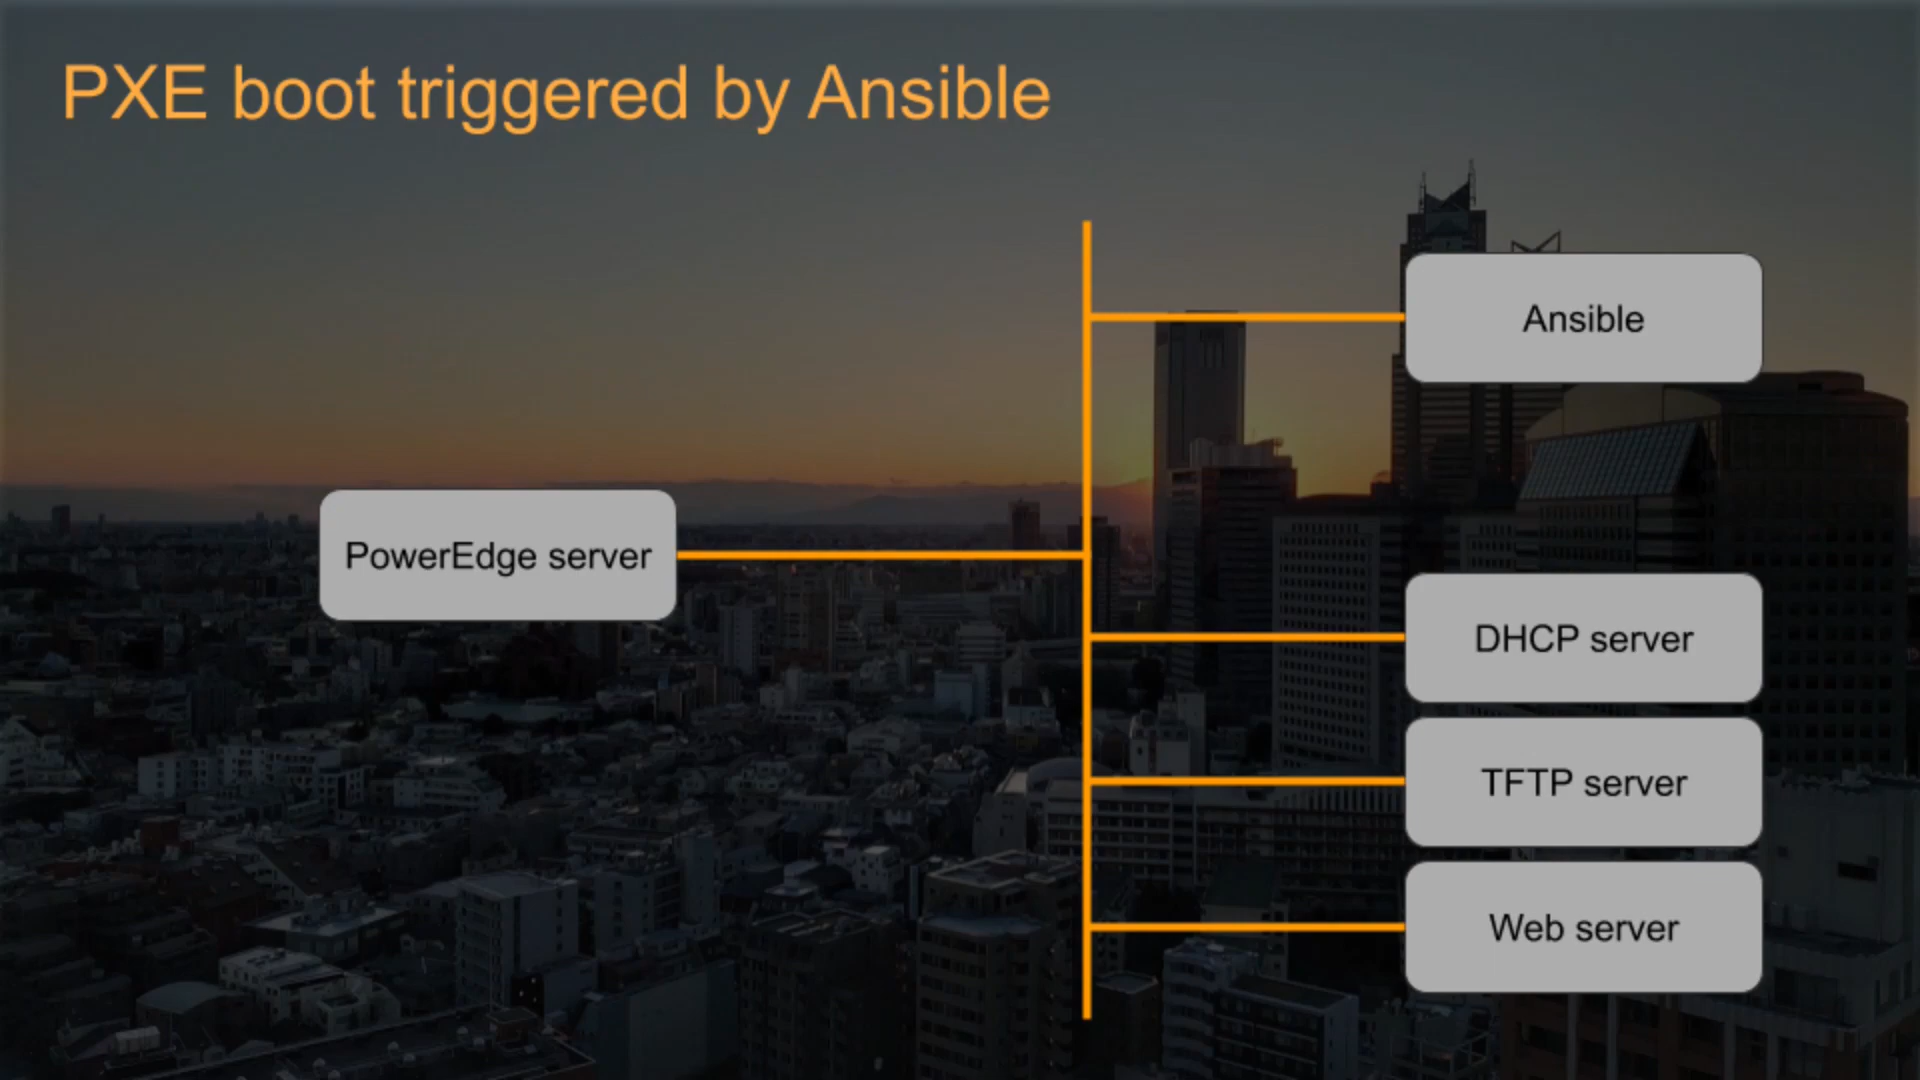 PXE boot triggered by Ansible
Ansible
PowerEdge server
DHCP server
TFTP server
Web server